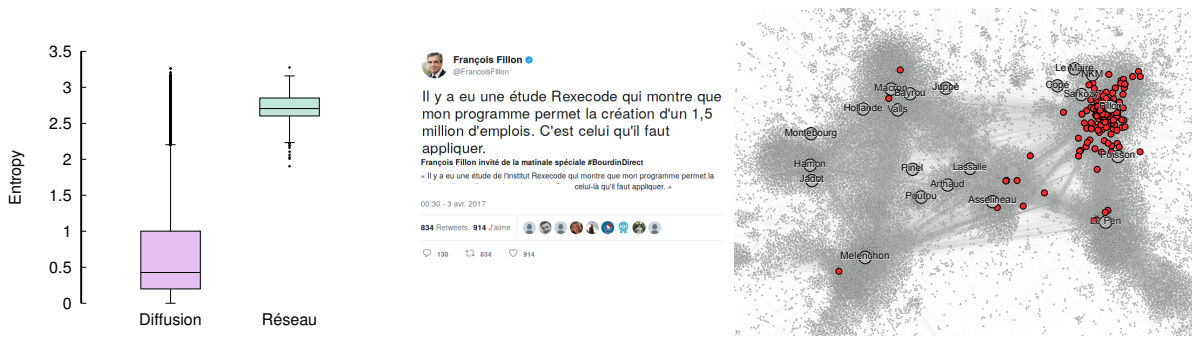 3.5
3
2.5
2
1.5
1
0.5
0
Entropy
Diffusion
Réseau
François Fillon
@FrancoisFillon
Il y a eu une étude Rexecode qui montre que
mon programme permet la création d'un 1,5
million d'emplois. C'est celui qu'il faut
appliquer.
François Fillon invité de la matinale spéciale #BourdinDirect
« Il y a eu une étude de l'Institut Rexecode qui montre que mon programme permet la
celui-là qu'il faut appliquer. »
00:30 - 3 avr. 2017
834 Retweets 914 J'aime
130 834 914
Le Maire
NKM
Copé
Sarkozy
Fillon
Juppé
Macron
Bayrou
Hollande
Valls
Montebourg
Poisson
Hamon
Jadot
Pinel
Lassalle
Arthaud
Poutou
Asselineau
Le Pen
Melenchon